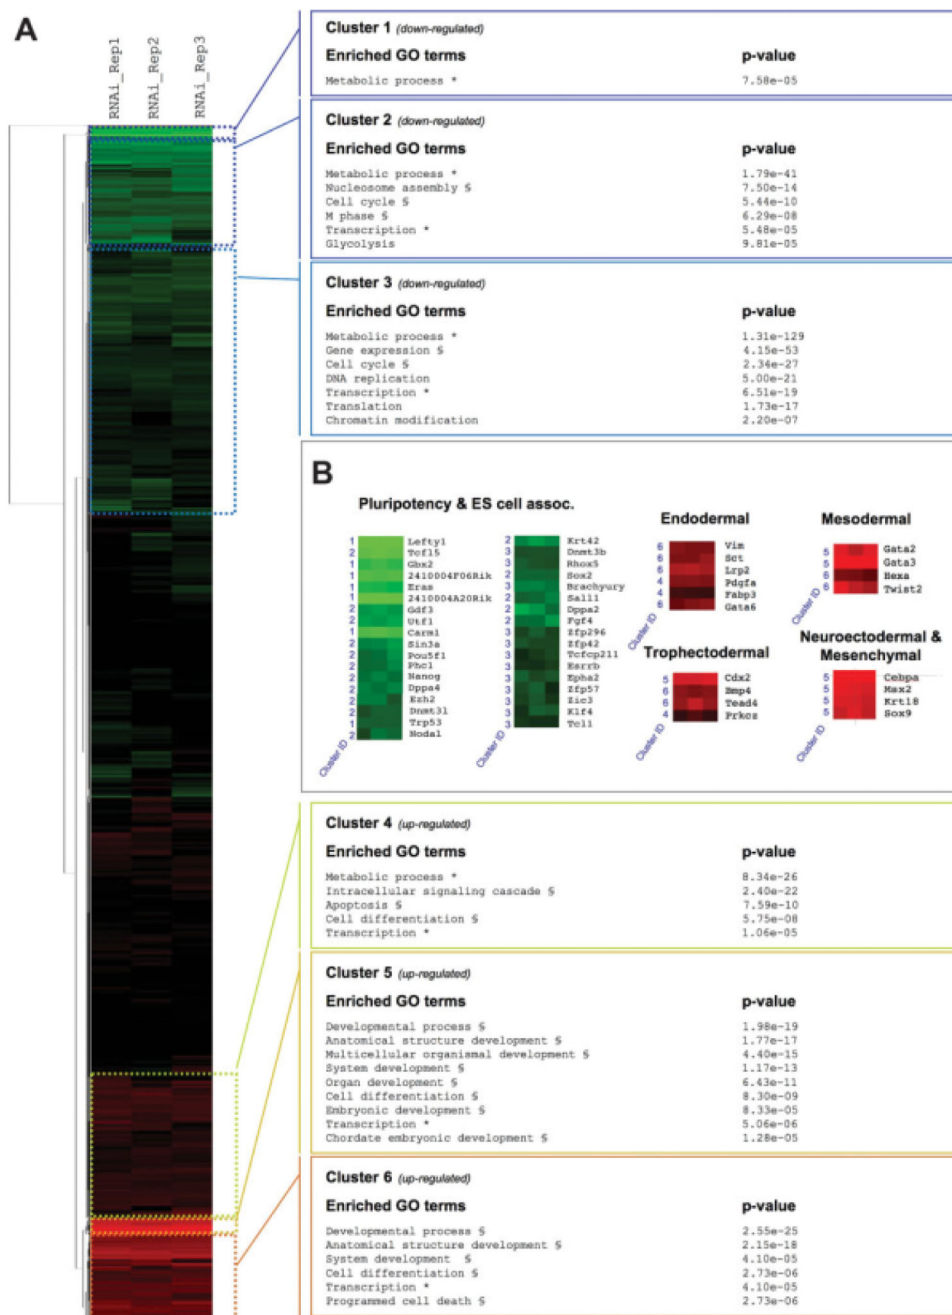 A
RNAi_Rep1
RNAi_Rep2
RNAi_Rep3
Cluster 1 (down-regulated)
Enriched GO terms p-value
Metabolic process * 7.58e-05
Cluster 2 (down-regulated)
Enriched GO terms p-value
Metabolic process * 1.79e-41
Nucleosome assembly § 7.50e-14
Cell cycle § 5.44e-10
M phase § 6.29e-08
Transcription * 5.48e-05
Glycolysis 9.81e-05
Cluster 3 (down-regulated)
Enriched GO terms p-value
Metabolic process * 1.31e-129
Gene expression § 4.15e-53
Cell cycle § 2.34e-27
DNA replication 5.00e-21
Transcription * 6.51e-19
Translation 1.73e-17
Chromatin modification 2.20e-07
B
Pluripotency & ES cell assoc.
1 Lefty1
2 Tcf15
1 Gbx2
1 2410004F06Rik
1 Eras
1 2410004A20Rik
2 Gdf3
2 Utf1
1 Carm1
2 Sin3a
2 Pou5f1
2 Phc1
2 Nanog
2 Dppa4
2 Ezh2
2 Dnmt3l
1 Trp53
2 Nodal
Cluster ID
2 Krt42
3 Dnmt3b
3 Rhox5
2 Sox2
3 Brachyury
2 Sall1
2 Dppa2
2 Fgf4
3 Zfp296
3 Zfp42
3 Tcfcp2l1
3 Esrrb
3 Epha2
3 Zfp57
3 Zic3
3 Klf4
3 Tcl1
Cluster ID
Endodermal
6 Vim
6 Sct
6 Lrp2
4 Pdgfa
4 Fabp3
6 Gata6
Cluster ID
Mesodermal
5 Gata2
5 Gata3
6 Hexa
6 Twist2
Cluster ID
Trophectodermal
5 Cdx2
6 Bmp4
6 Tead4
4 Prkcz
Cluster ID
Neuroectodermal &
Mesenchymal
5 Cebpa
5 Msx2
5 Krt18
5 Sox9
Cluster ID
Cluster 4 (up-regulated)
Enriched GO terms p-value
Metabolic process * 8.34e-26
Intracellular signaling cascade § 2.40e-22
Apoptosis § 7.59e-10
Cell differentiation § 5.75e-08
Transcription * 1.06e-05
Cluster 5 (up-regulated)
Enriched GO terms p-value
Developmental process § 1.98e-19
Anatomical structure development § 1.77e-17
Multicellular organismal development § 4.40e-15
System development § 1.17e-13
Organ development § 6.43e-11
Cell differentiation § 8.30e-09
Embryonic development § 8.33e-05
Transcription * 5.06e-06
Chordate embryonic development § 1.28e-05
Cluster 6 (up-regulated)
Enriched GO terms p-value
Developmental process § 2.55e-25
Anatomical structure development § 2.15e-18
System development § 4.10e-05
Cell differentiation § 2.73e-06
Transcription * 4.10e-05
Programmed cell death § 2.73e-06